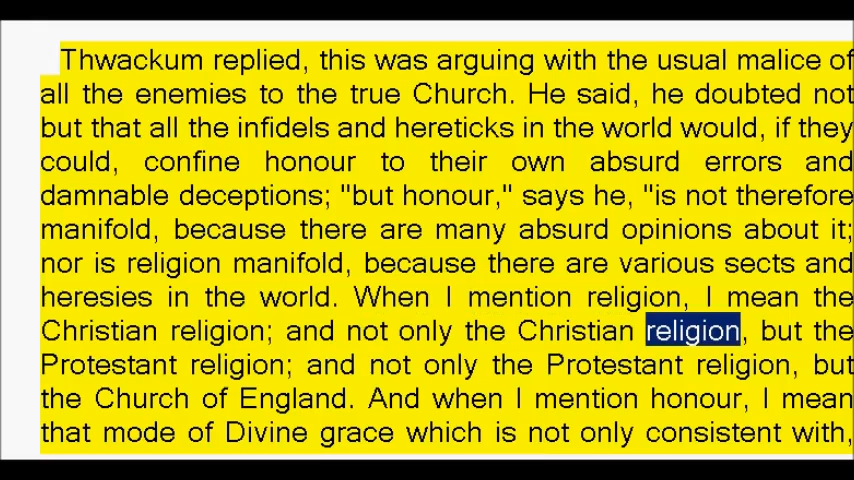 Thwackum replied, this was arguing with the usual malice of
all the enemies to the true Church. He said, he doubted not
but that all the infidels and hereticks in the world would, if they
could, confine honour to their own absurd errors and
damnable deceptions; "but honour," says he, "is not therefore
manifold, because there are many absurd opinions about it;
nor is religion manifold, because there are various sects and
heresies in the world. When I mention religion, I mean the
Christian religion; and not only the Christian religion, but the
Protestant religion; and not only the Protestant religion, but
the Church of England. And when I mention honour, I mean
that mode of Divine grace which is not only consistent with,